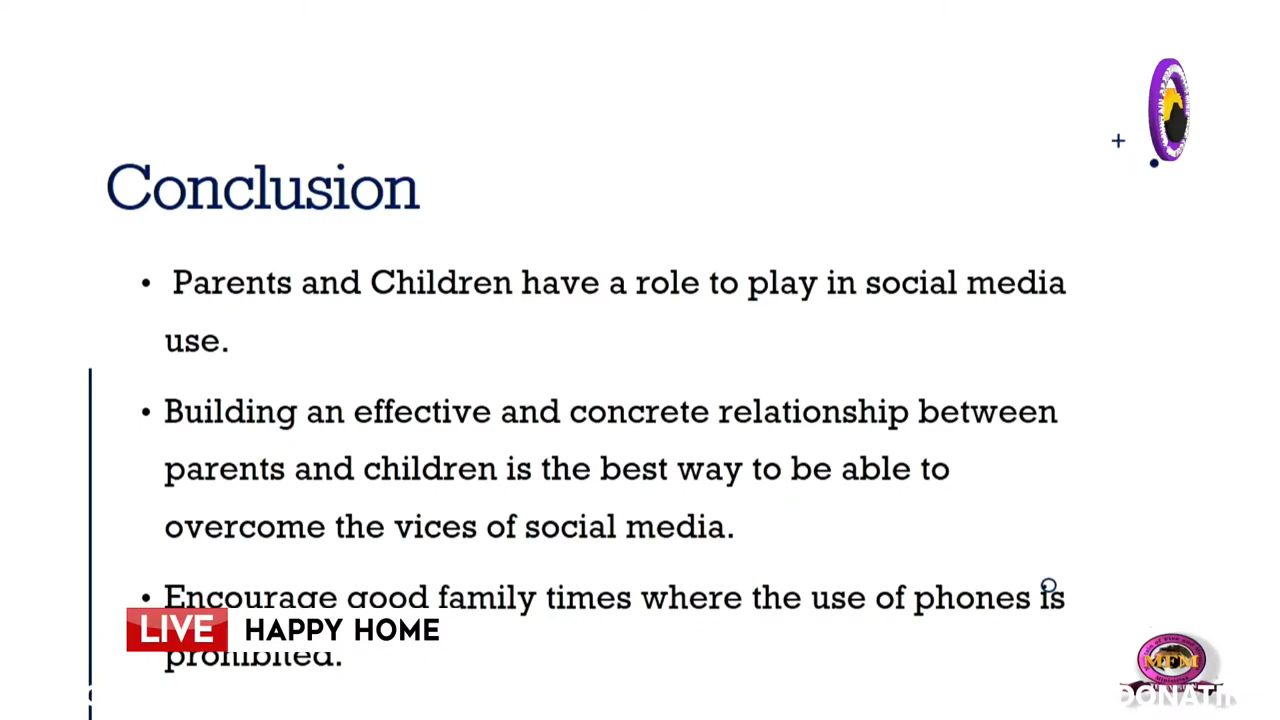 Conclusion
• Parents and Children have a role to play in social media
use.
• Building an effective and concrete relationship between
parents and children is the best way to be able to
overcome the vices of social media.
• Encourage good family times where the use of phones is
LIVE HAPPY HOME
prohibited.
MFM
Ministries